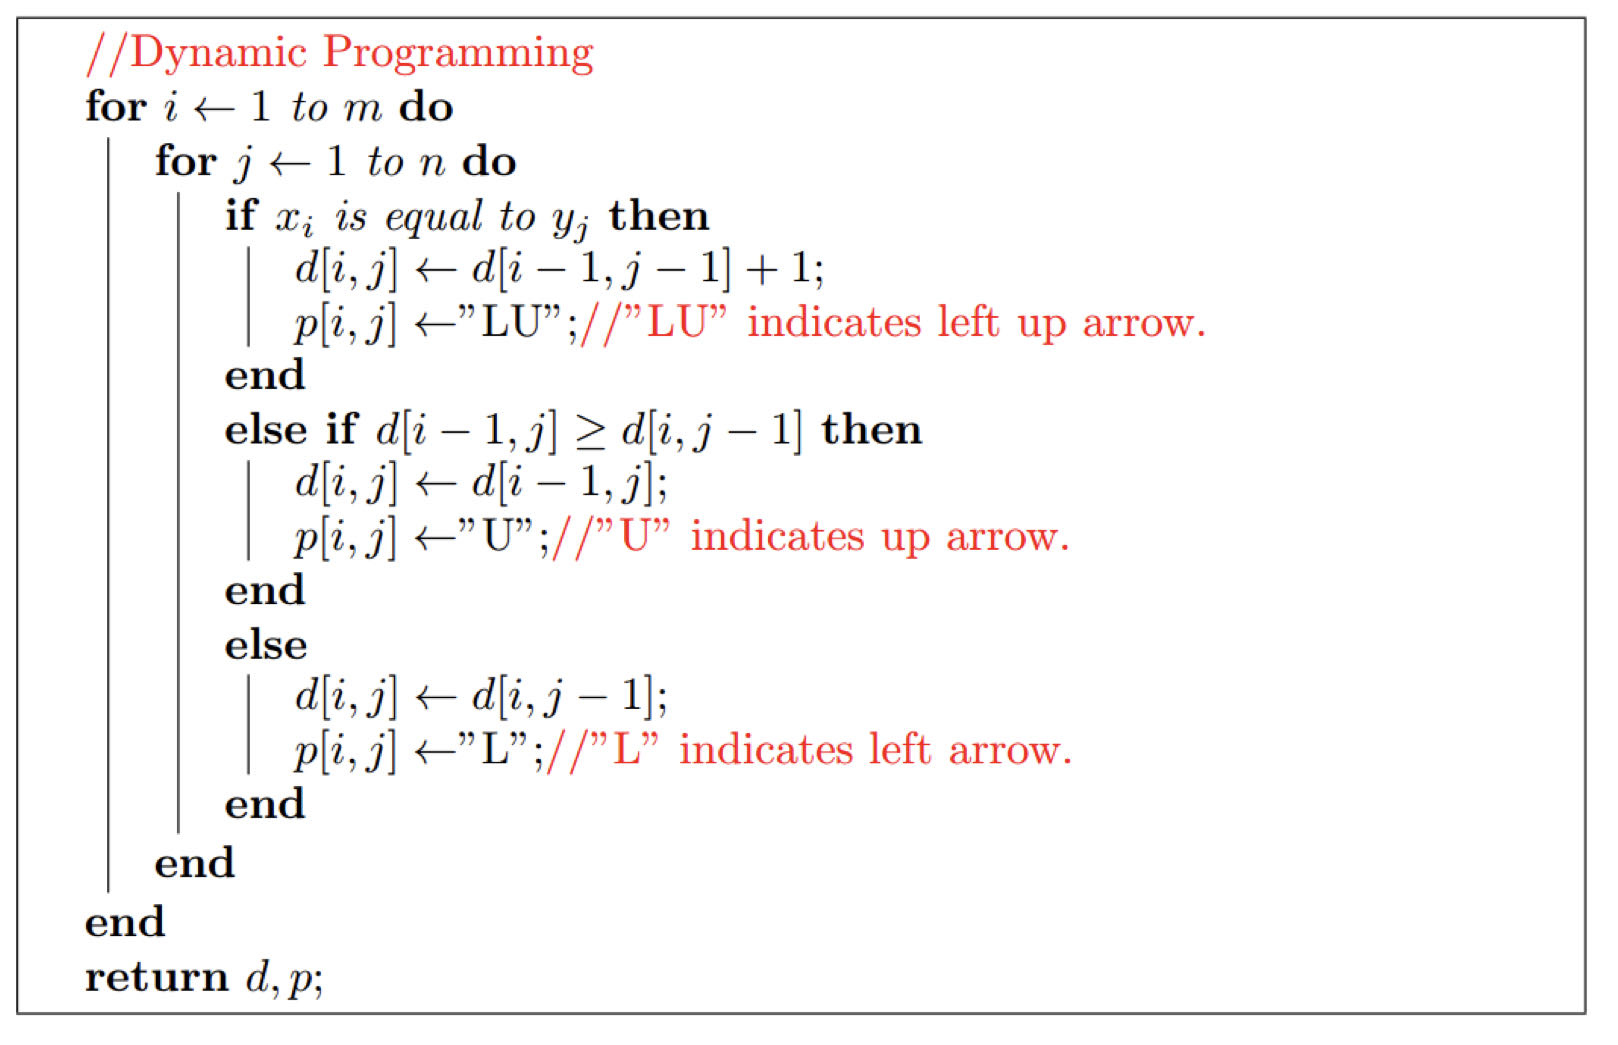 //Dynamic Programming
for i ← 1 to m do
for j ← 1 to n do
if xᵢ is equal to yⱼ then
d[i, j] ← d[i − 1, j − 1] + 1;
p[i, j] ←”LU”;//”LU” indicates left up arrow.
end
else if d[i − 1, j] ≥ d[i, j − 1] then
d[i, j] ← d[i − 1, j];
p[i, j] ←”U”;//”U” indicates up arrow.
end
else
d[i, j] ← d[i, j − 1];
p[i, j] ←”L”;//”L” indicates left arrow.
end
end
end
return d, p;